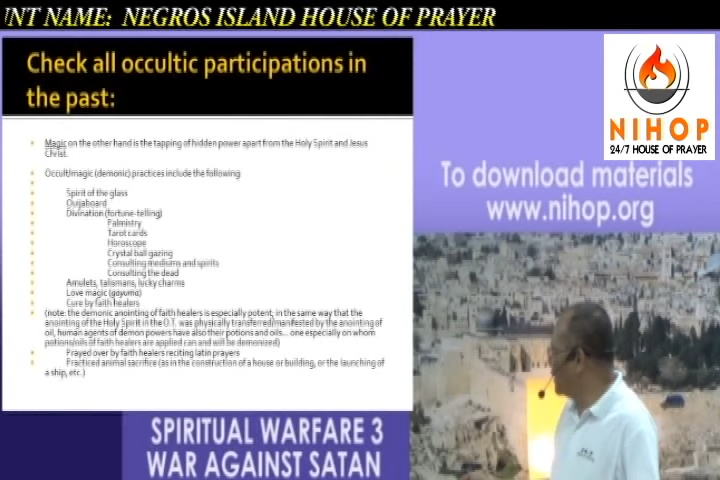 UNT NAME: NEGROS ISLAND HOUSE OF PRAYER
Check all occultic participations in
the past:
Magic on the other hand is the tapping of hidden power apart from the Holy Spirit and Jesus
Christ.
Occult/magic (demonic) practices include the following
Spirit of the glass
Ouijaboard
Divination (fortune-telling)
Palmistry
Tarot cards
Horoscope
Crystal ball gazing
Consulting mediums and spirits
Consulting the dead
Amulets, talismans, lucky charms
Love magic (gayuma)
Cure by faith healers
(note: the demonic anointing of faith healers is especially potent; in the same way that the
anointing of the Holy Spirit in the O.T. was physically transferred/manifested by the anointing of
oil, human agents of demon powers have also their potions and oils... one especially on whom
potions/oils of faith healers are applied can and will be demonized)
Prayed over by faith healers reciting latin prayers
Practiced animal sacrifice (as in the construction of a house or building, or the launching of
a ship, etc.)
NIHOP
24/7 HOUSE OF PRAYER
To download materials
www.nihop.org
SPIRITUAL WARFARE 3
WAR AGAINST SATAN